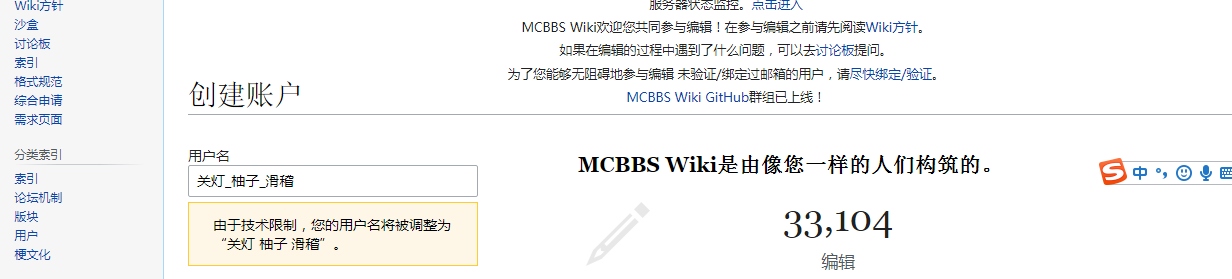 Wiki方针
沙盒
讨论板
索引
格式规范
综合申请
需求页面
分类索引
索引
论坛机制
版块
用户
梗文化
服务器状态监控。点击进入
MCBBS Wiki欢迎您共同参与编辑！在参与编辑之前请先阅读Wiki方针。
如果在编辑的过程中遇到了什么问题，可以去讨论板提问。
为了您能够无阻碍地参与编辑 未验证/绑定过邮箱的用户，请尽快绑定/验证。
MCBBS Wiki GitHub群组已上线！
创建账户
用户名
关灯_柚子_滑稽
由于技术限制，您的用户名将被调整为
“关灯 柚子 滑稽”。
MCBBS Wiki是由像您一样的人们构筑的。
33,104
编辑
S 中